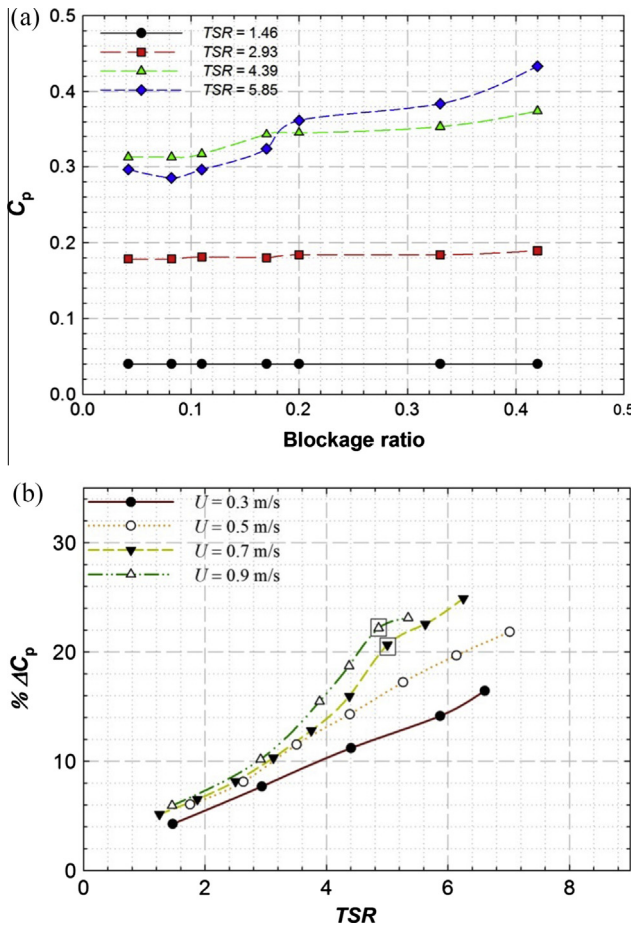 (a)
0.5
TSR = 1.46
TSR = 2.93
TSR = 4.39
TSR = 5.85
0.4
0.3
Cp
0.2
0.1
0.0
0.0 0.1 0.2 0.3 0.4 0.5
Blockage ratio
(b)
U = 0.3 m/s
U = 0.5 m/s
U = 0.7 m/s
U = 0.9 m/s
30
20
% ΔCp
10
0
0 2 4 6 8
TSR